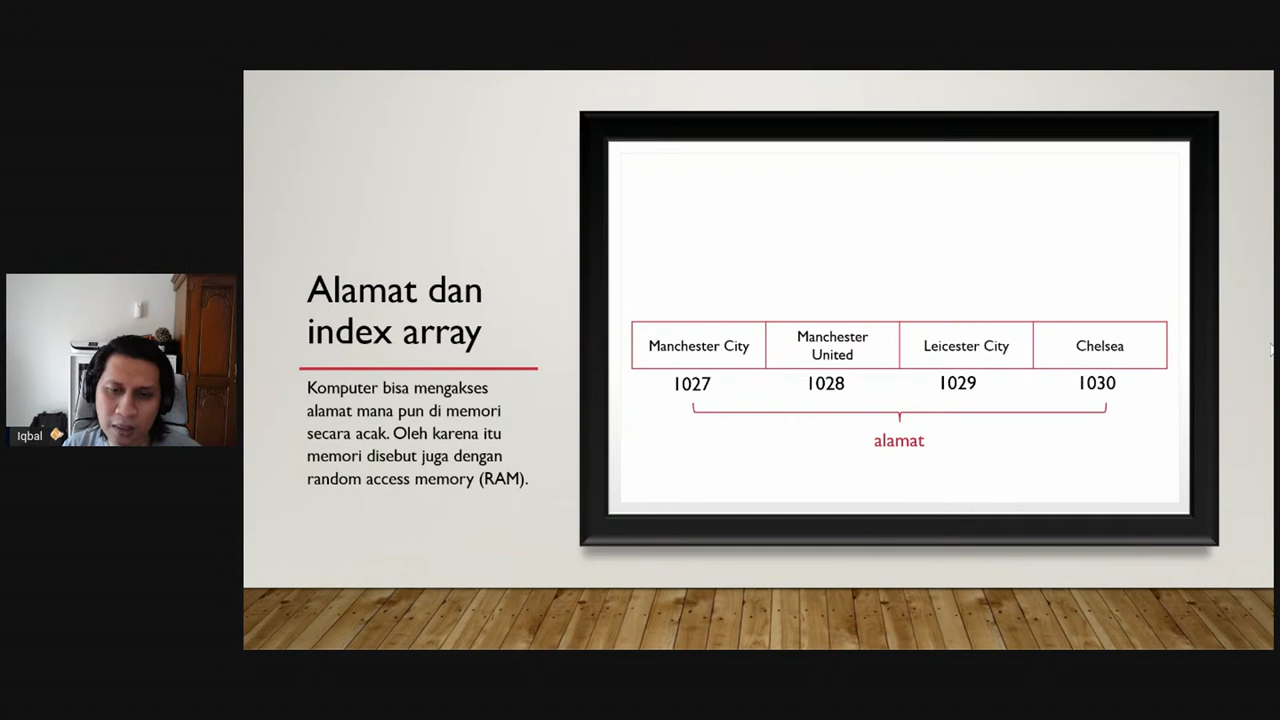 Alamat dan
index array
Komputer bisa mengakses
alamat mana pun di memori
secara acak. Oleh karena itu
memori disebut juga dengan
random access memory (RAM).
Manchester City
Manchester
United
Leicester City
Chelsea
1027
1028
1029
1030
alamat
Iqbal